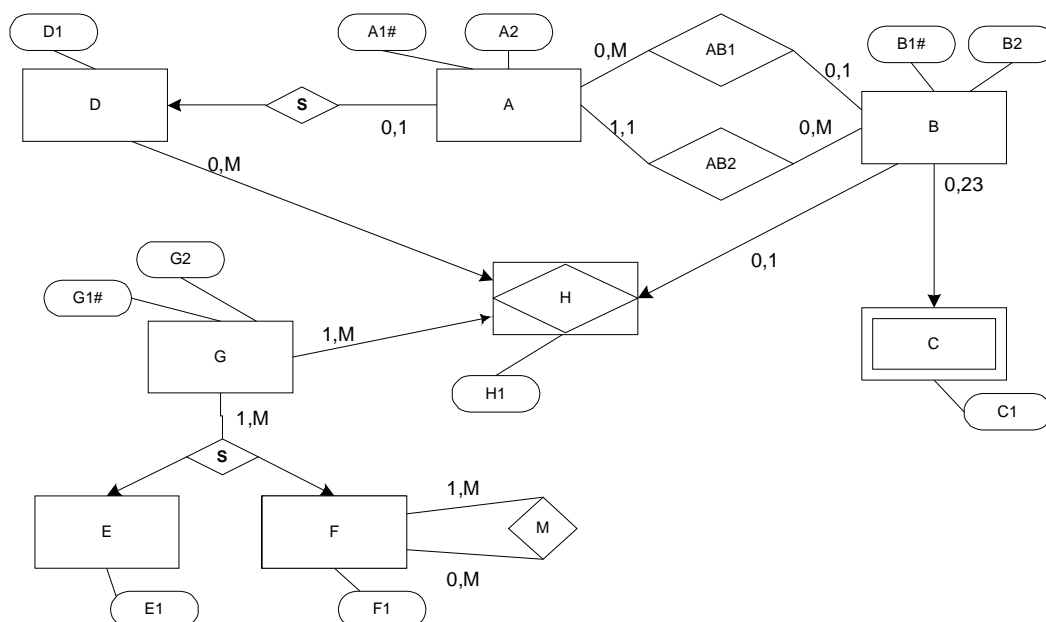 D1
A1#
A2
B1#
B2
AB1
0,M
0,1
D
S
A
B
0,1
1,1
0,M
AB2
0,M
0,23
G2
0,1
G1#
H
G
1,M
C
H1
C1
1,M
S
1,M
E
F
M
0,M
E1
F1